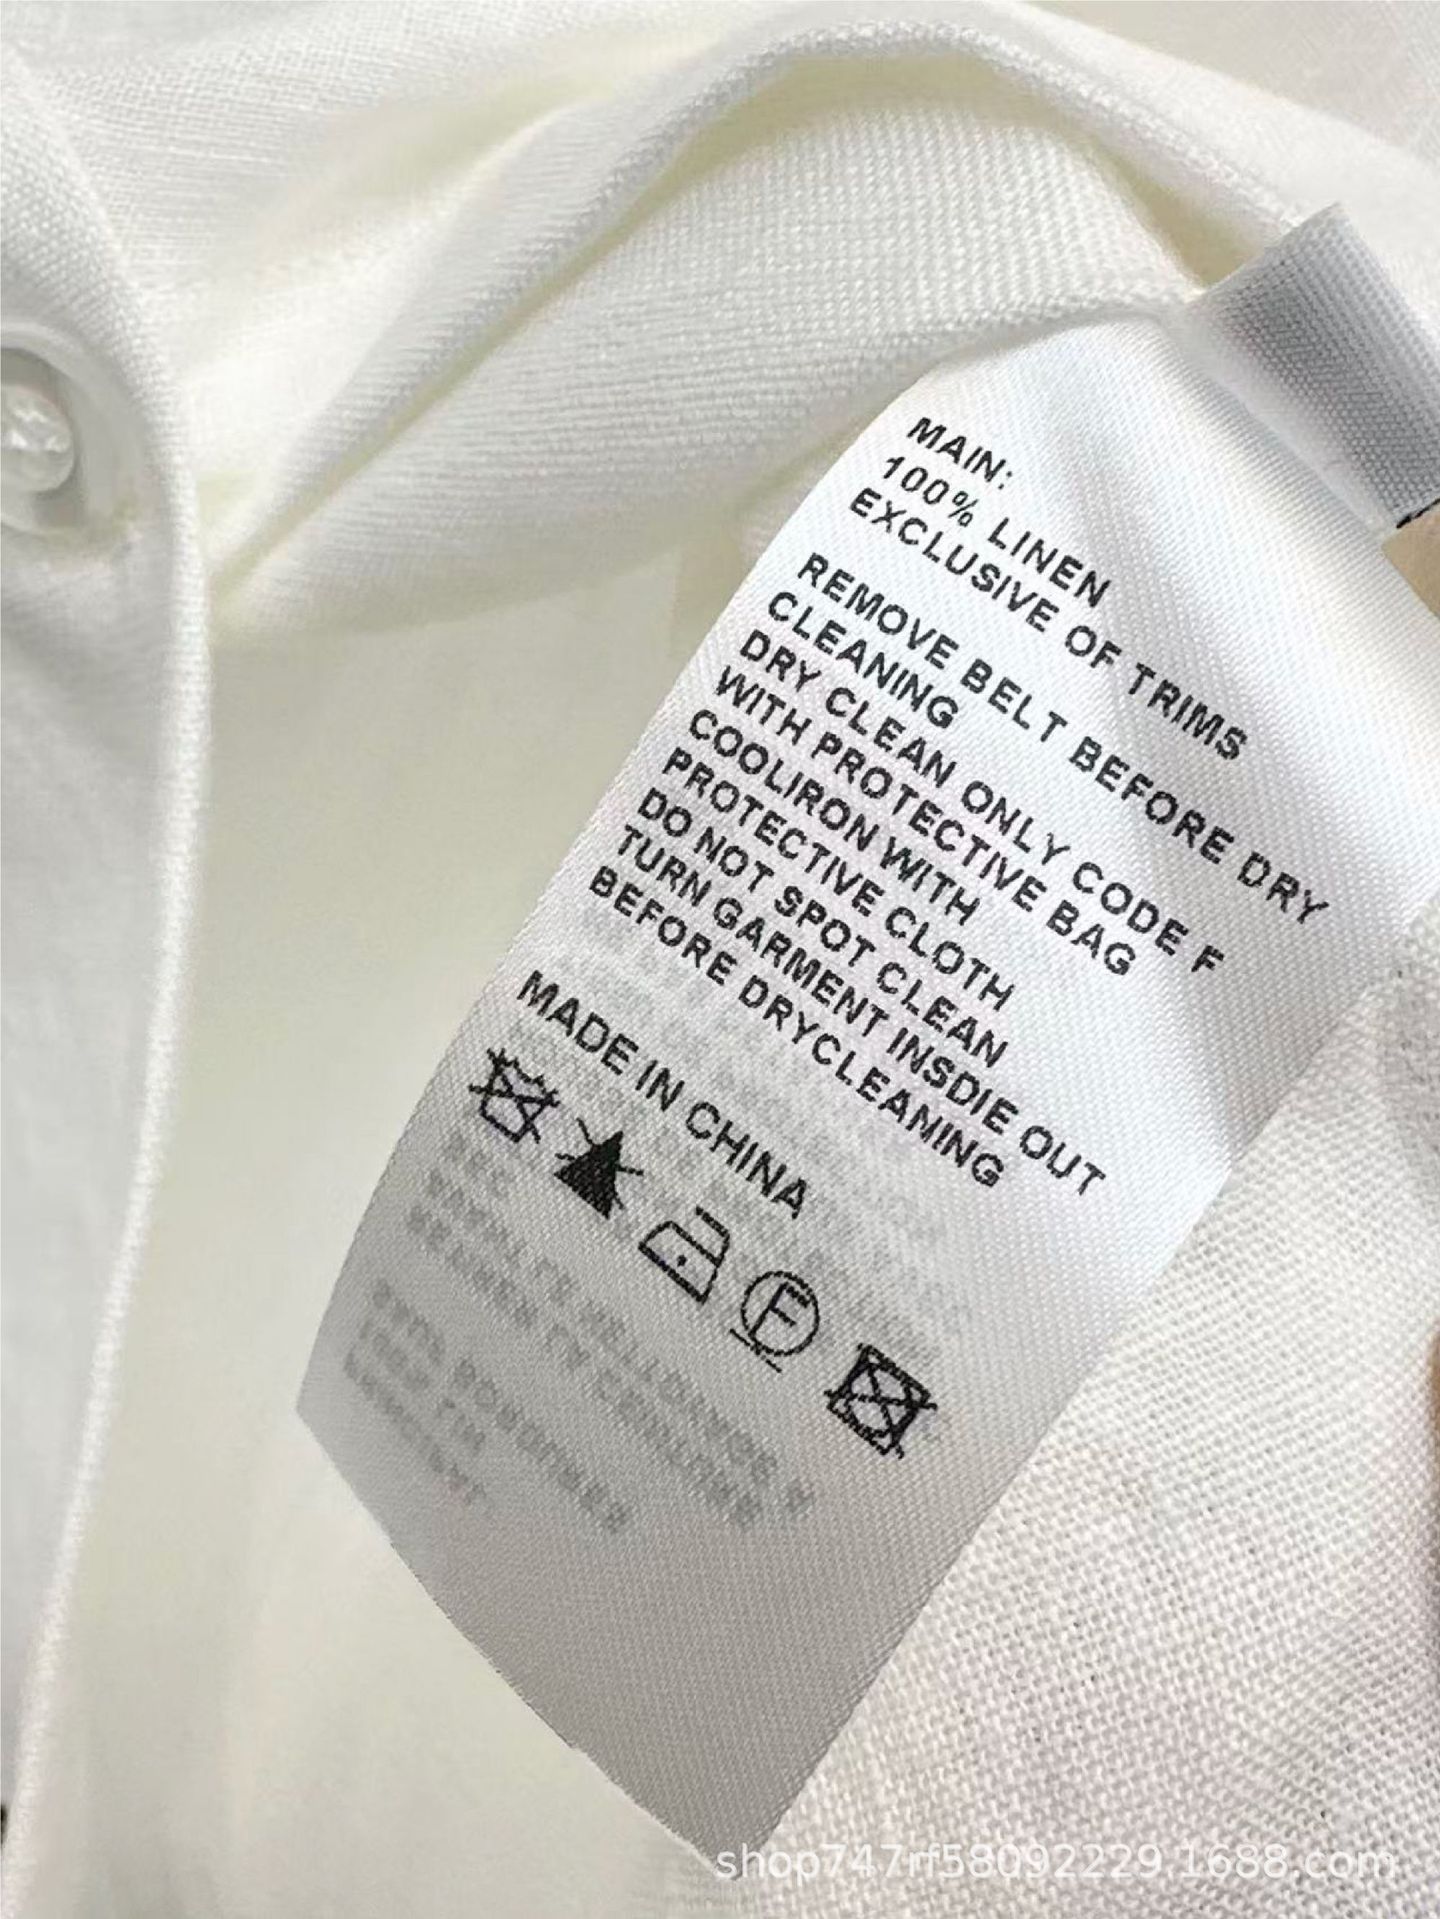 MAIN:
100% LINEN
EXCLUSIVE OF TRIMS
REMOVE BELT BEFORE DRY
CLEANING
DRY CLEAN ONLY CODE F
WITH PROTECTIVE BAG
COOLIRON WITH
PROTECTIVE CLOTH
DO NOT SPOT CLEAN
TURN GARMENT INSDIE OUT
BEFORE DRYCLEANING
MADE IN CHINA
F
shop747rf58092229.1688.com